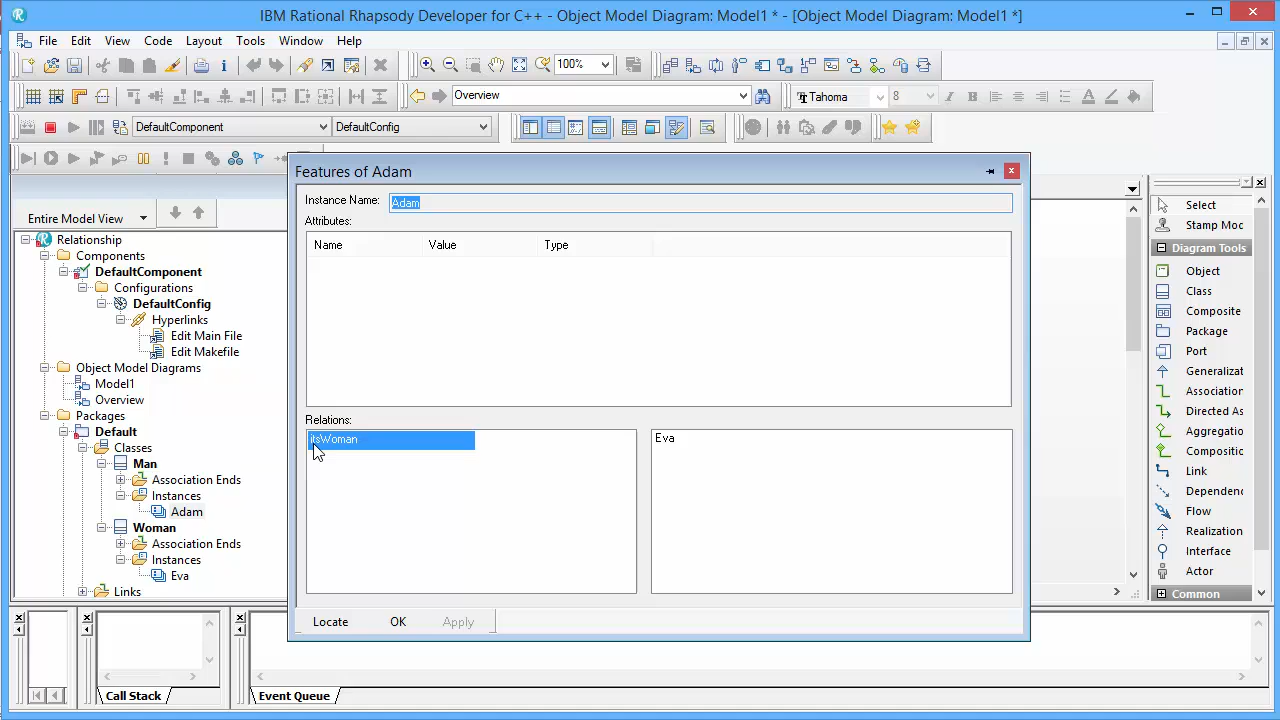 IBM Rational Rhapsody Developer for C++ - Object Model Diagram: Model1 * - [Object Model Diagram: Model1 *]
File Edit View Code Layout Tools Window Help
100%
Overview Tahoma 8
DefaultComponent DefaultConfig
Features of Adam
Instance Name: Adam
Attributes:
Name Value Type
Relations:
itsWoman
Eva
Locate OK Apply
Entire Model View
Relationship
Components
DefaultComponent
Configurations
DefaultConfig
Hyperlinks
Edit Main File
Edit Makefile
Object Model Diagrams
Model1
Overview
Packages
Default
Classes
Man
Association Ends
Instances
Adam
Woman
Association Ends
Instances
Eva
Links
Select
Stamp Moc
Diagram Tools
Object
Class
Composite
Package
Port
Generalizat
Association
Directed As
Aggregatio
Compositic
Link
Dependenc
Flow
Realization
Interface
Actor
Common
Call Stack
Event Queue